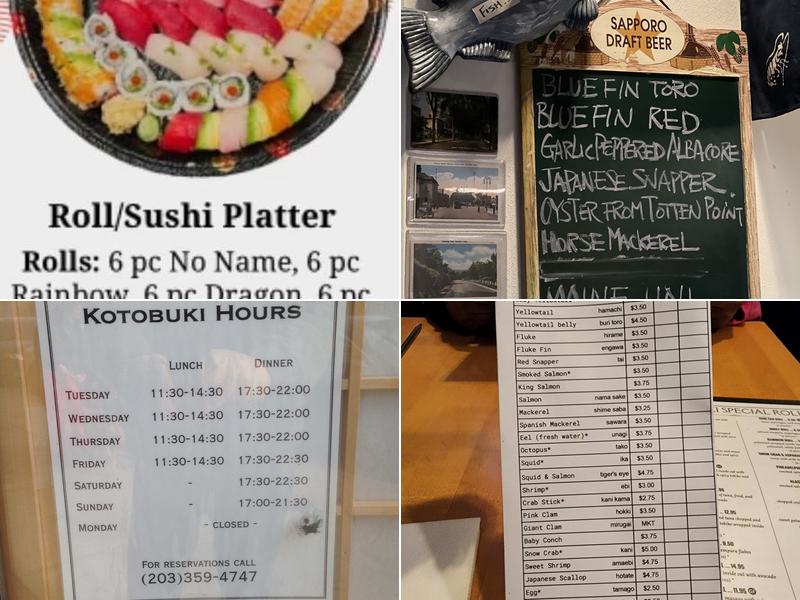 Roll/Sushi Platter
Rolls: 6 pc No Name, 6 pc
Rainbow, 6 pc Dragon, 6 pc
FISH
SAPPORO
DRAFT BEER
BLUEFIN TORO
BLUEFIN RED
GARLIC PEPPERED ALBACORE
JAPANESE SNAPPER
OYSTER FROM TOTTEN POINT
HORSE MACKEREL
KOTOBUKI HOURS
LUNCH DINNER
TUESDAY 11:30-14:30 17:30-22:00
WEDNESDAY 11:30-14:30 17:30-22:00
THURSDAY 11:30-14:30 17:30-22:00
FRIDAY 11:30-14:30 17:30-22:30
SATURDAY - 17:30-22:30
SUNDAY - 17:00-21:30
MONDAY - CLOSED -
FOR RESERVATIONS CALL
(203)359-4747
Yellowtail hamachi $3.50
Yellowtail belly buri toro $4.50
Fluke hirame $3.50
Fluke Fin engawa $3.50
Red Snapper tai $3.50
Smoked Salmon* $3.50
King Salmon $3.75
Salmon nama sake $3.50
Mackerel shime saba $3.25
Spanish Mackerel sawara $3.50
Eel (fresh water)* unagi $3.75
Octopus* tako $3.50
Squid* ika $3.50
Squid & Salmon tiger's eye $4.75
Shrimp* ebi $3.00
Crab Stick* kani kama $2.75
Pink Clam hokki $3.50
Giant Clam mirugai MKT
Baby Conch $3.75
Snow Crab* kani $5.00
Sweet Shrimp amaebi $4.75
Japanese Scallop hotate $4.75
Egg* tamago $2.50
SPECIAL ROLL